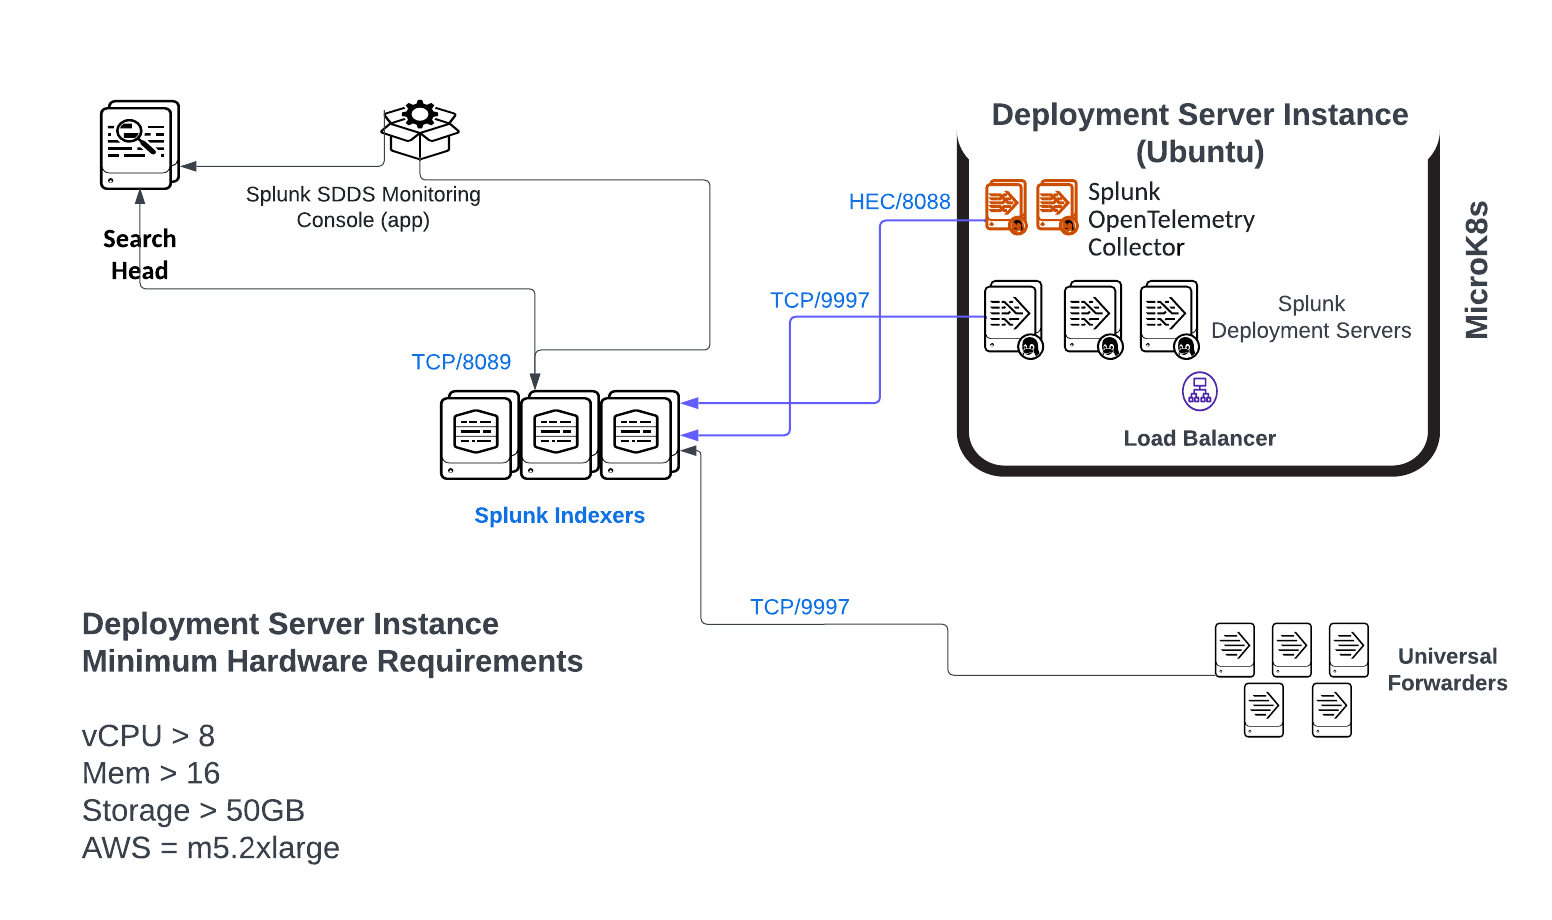 Deployment Server Instance
(Ubuntu)
Splunk
OpenTelemetry
Collector
HEC/8088
MicroK8s
Splunk SDDS Monitoring
Console (app)
Search
Head
TCP/9997
Splunk
Deployment Servers
TCP/8089
Load Balancer
Splunk Indexers
TCP/9997
Universal
Forwarders
Deployment Server Instance
Minimum Hardware Requirements
vCPU > 8
Mem > 16
Storage > 50GB
AWS = m5.2xlarge